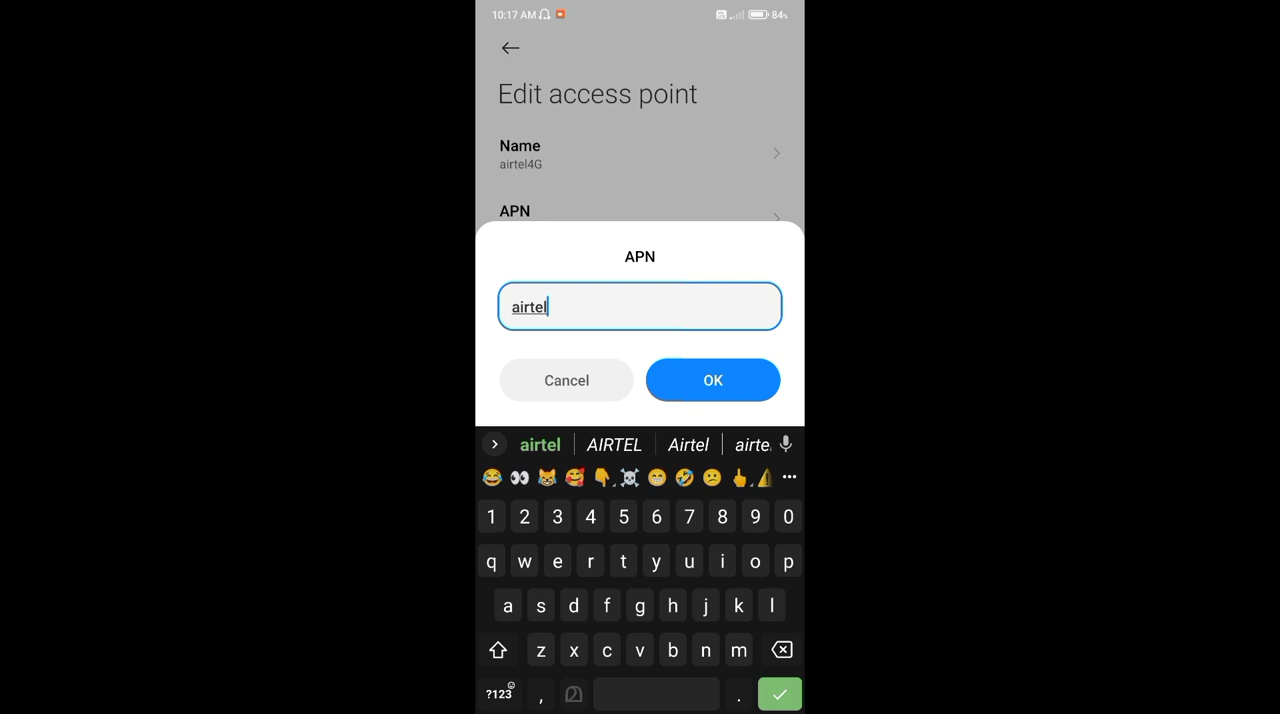 10:17 AM 84%
Edit access point
Name
airtel4G
APN
APN
airtel
Cancel OK
airtel AIRTEL Airtel airte
1 2 3 4 5 6 7 8 9 0
q w e r t y u i o p
a s d f g h j k l
z x c v b n m
?123 , മ .